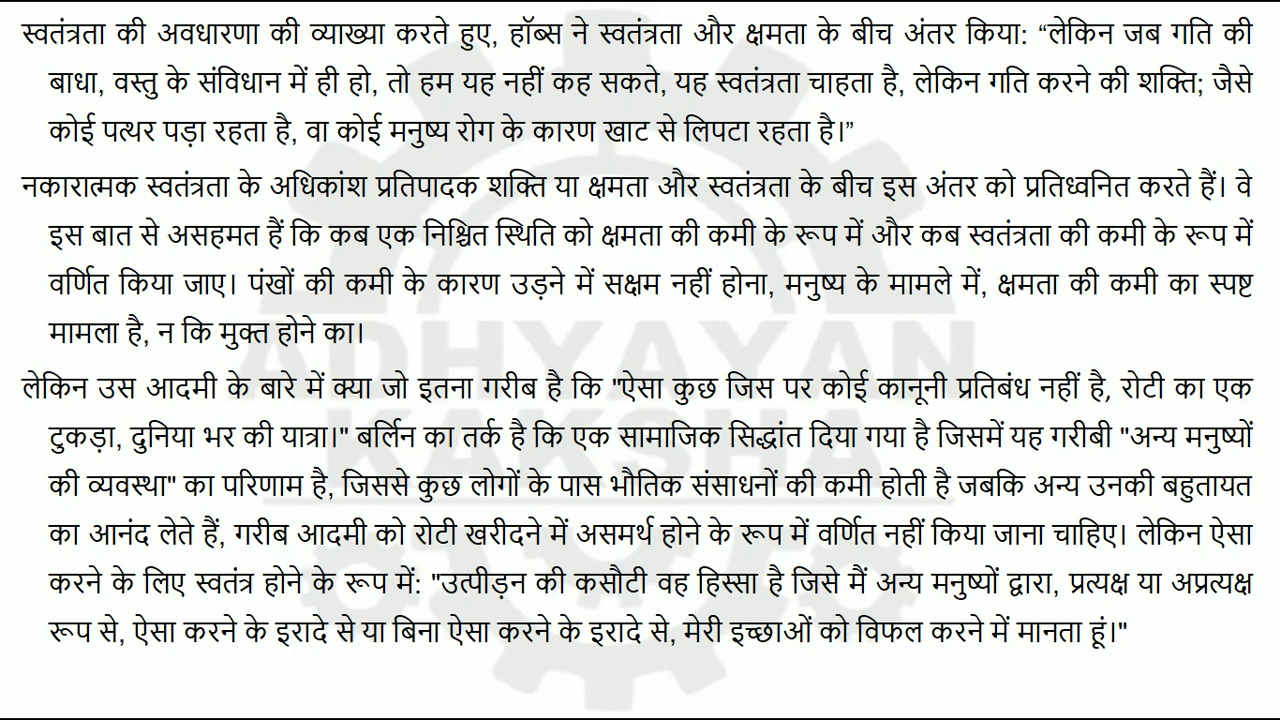 स्वतंत्रता की अवधारणा की व्याख्या करते हुए, हॉब्स ने स्वतंत्रता और क्षमता के बीच अंतर किया: “लेकिन जब गति की
बाधा, वस्तु के संविधान में ही हो, तो हम यह नहीं कह सकते, यह स्वतंत्रता चाहता है, लेकिन गति करने की शक्ति; जैसे
कोई पत्थर पड़ा रहता है, वा कोई मनुष्य रोग के कारण खाट से लिपटा रहता है।”
नकारात्मक स्वतंत्रता के अधिकांश प्रतिपादक शक्ति या क्षमता और स्वतंत्रता के बीच इस अंतर को प्रतिध्वनित करते हैं। वे
इस बात से असहमत हैं कि कब एक निश्चित स्थिति को क्षमता की कमी के रूप में और कब स्वतंत्रता की कमी के रूप में
वर्णित किया जाए। पंखों की कमी के कारण उड़ने में सक्षम नहीं होना, मनुष्य के मामले में, क्षमता की कमी का स्पष्ट
मामला है, न कि मुक्त होने का।
लेकिन उस आदमी के बारे में क्या जो इतना गरीब है कि "ऐसा कुछ जिस पर कोई कानूनी प्रतिबंध नहीं है, रोटी का एक
टुकड़ा, दुनिया भर की यात्रा।" बर्लिन का तर्क है कि एक सामाजिक सिद्धांत दिया गया है जिसमें यह गरीबी "अन्य मनुष्यों
की व्यवस्था" का परिणाम है, जिससे कुछ लोगों के पास भौतिक संसाधनों की कमी होती है जबकि अन्य उनकी बहुतायत
का आनंद लेते हैं, गरीब आदमी को रोटी खरीदने में असमर्थ होने के रूप में वर्णित नहीं किया जाना चाहिए। लेकिन ऐसा
करने के लिए स्वतंत्र होने के रूप में: "उत्पीड़न की कसौटी वह हिस्सा है जिसे मैं अन्य मनुष्यों द्वारा, प्रत्यक्ष या अप्रत्यक्ष
रूप से, ऐसा करने के इरादे से या बिना ऐसा करने के इरादे से, मेरी इच्छाओं को विफल करने में मानता हूं।"
ADHYAYAN
KAKSHA